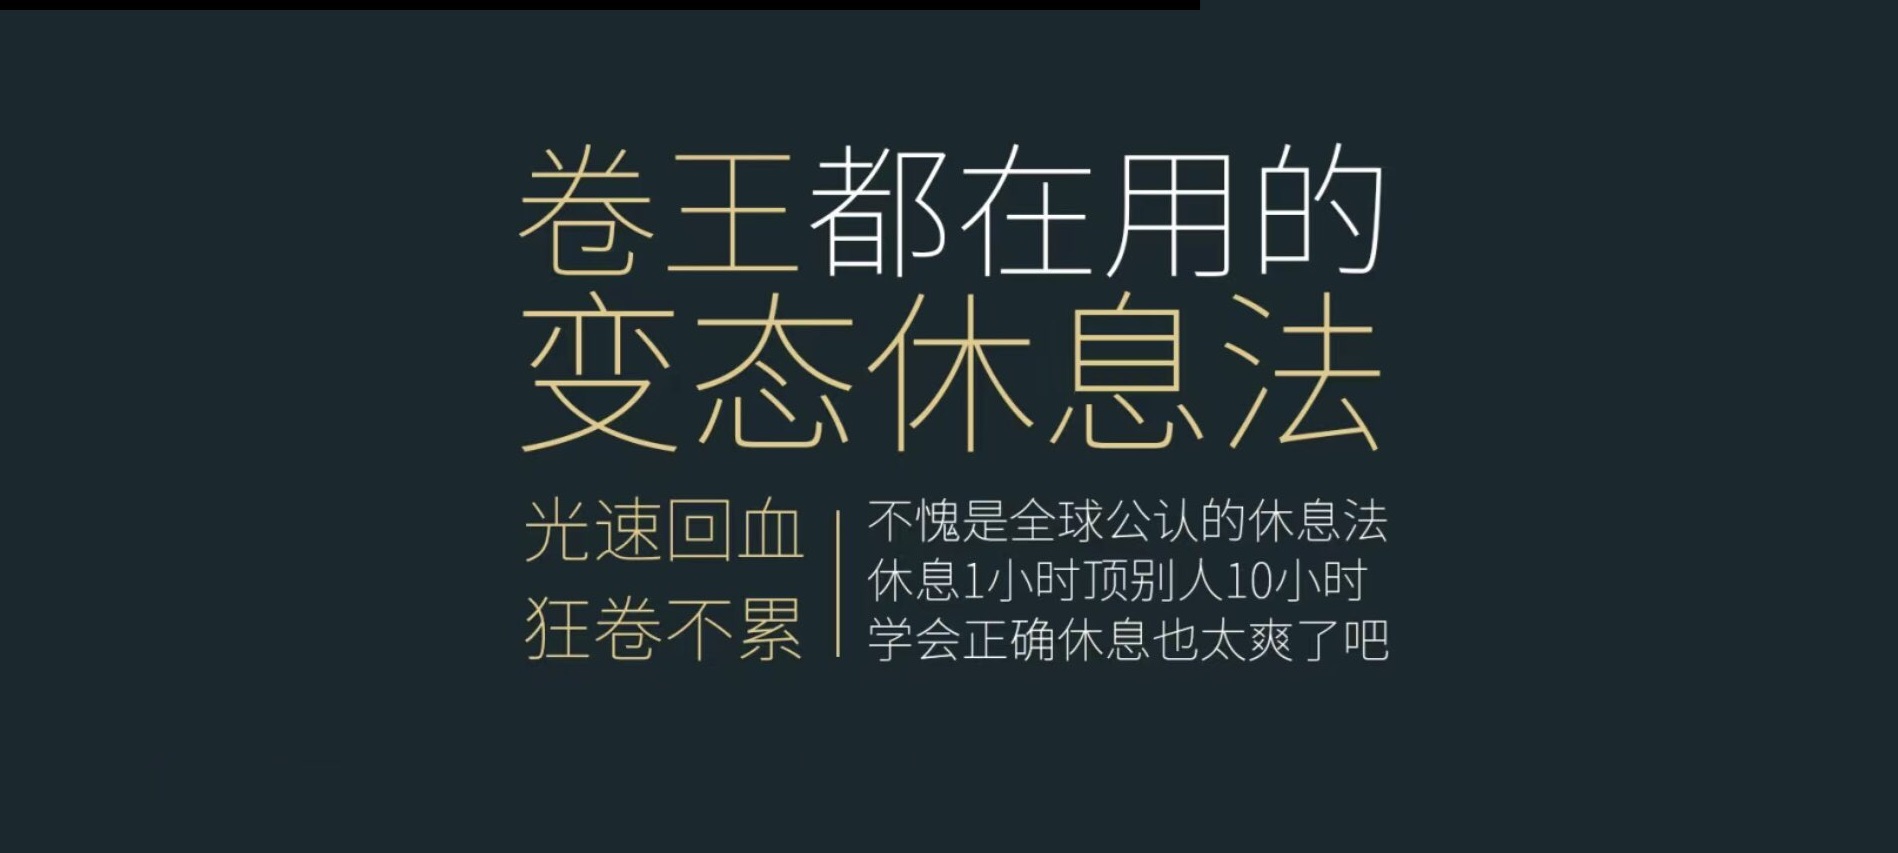 卷王都在用的
变态休息法
光速回血
狂卷不累
不愧是全球公认的休息法
休息1小时顶别人10小时
学会正确休息也太爽了吧